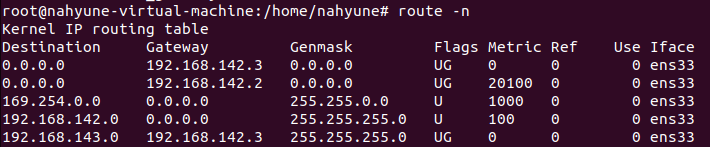 root@nahyune-virtual-machine:/home/nahyune# route -n
Kernel IP routing table
Destination     Gateway         Genmask         Flags Metric Ref    Use Iface
0.0.0.0         192.168.142.3   0.0.0.0         UG    0      0        0 ens33
0.0.0.0         192.168.142.2   0.0.0.0         UG    20100  0        0 ens33
169.254.0.0     0.0.0.0         255.255.0.0     U     1000   0        0 ens33
192.168.142.0   0.0.0.0         255.255.255.0   U     100    0        0 ens33
192.168.143.0   192.168.142.3   255.255.255.0   UG    0      0        0 ens33